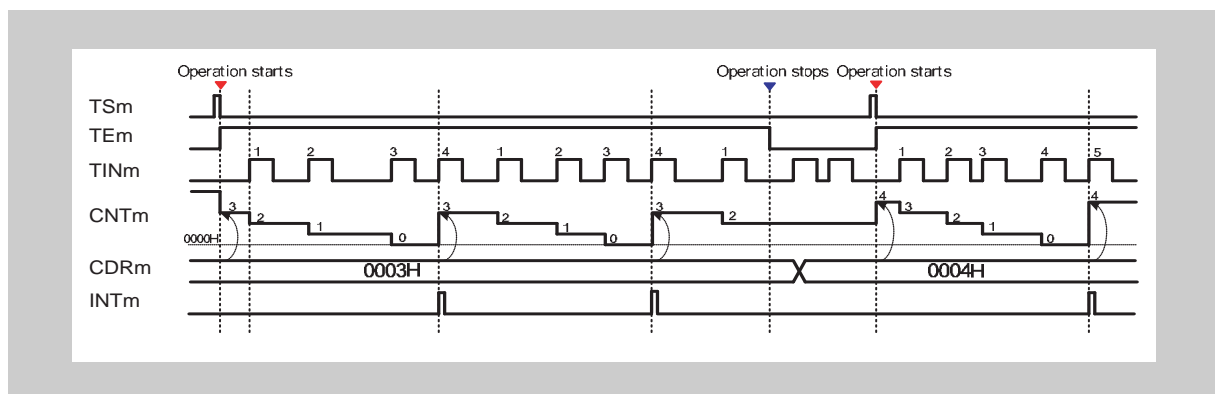 Operation starts Operation stops Operation starts
TSm
TEm
TINm 1 2 3 4 1 2 3 4 1 1 2 3 4 5
CNTm 3 2 1 0 3 2 1 0 3 2 4 3 2 1 0 4
0000H
CDRm 0003H 0004H
INTm